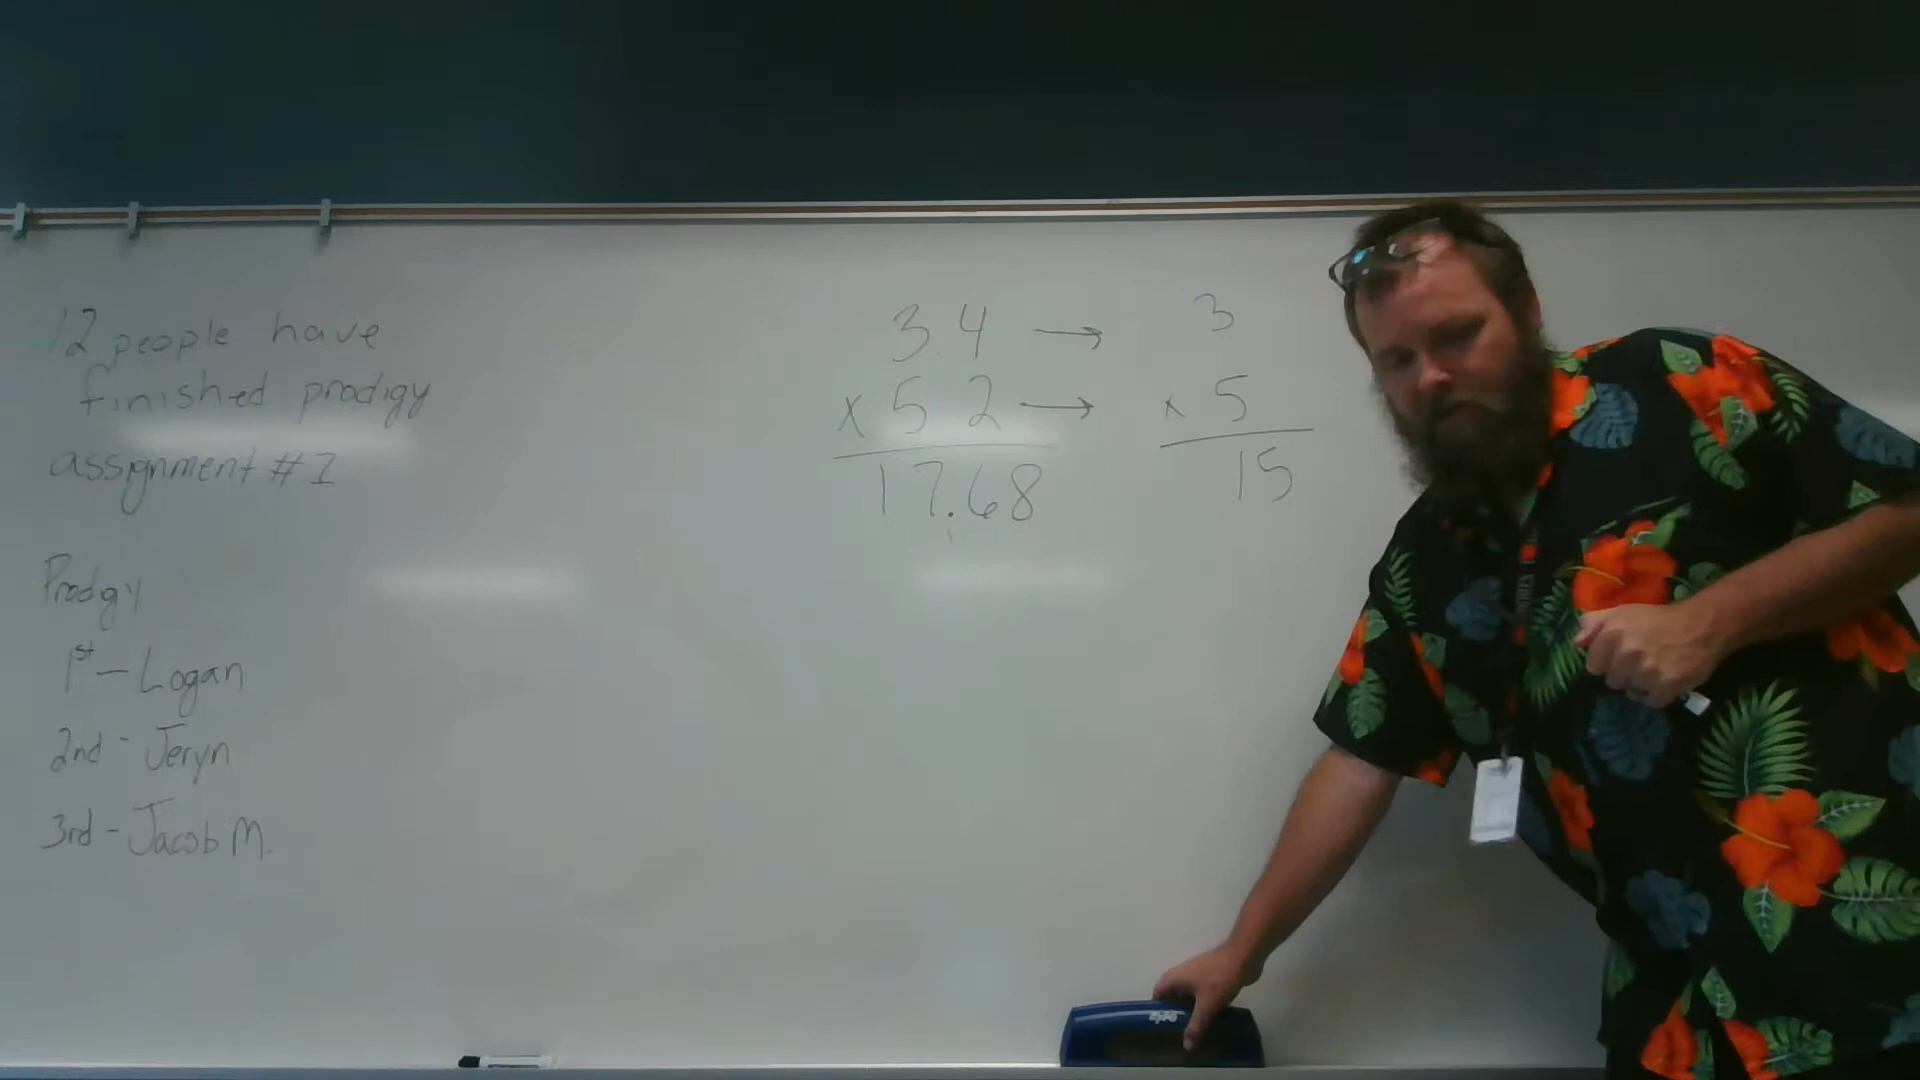 12 people have
finished prodigy
assignment #1
Prodigy
1st - Logan
2nd - Jeryn
3rd - Jacob M.
3.4 → 3
x 5 2 → x 5
17.68 15